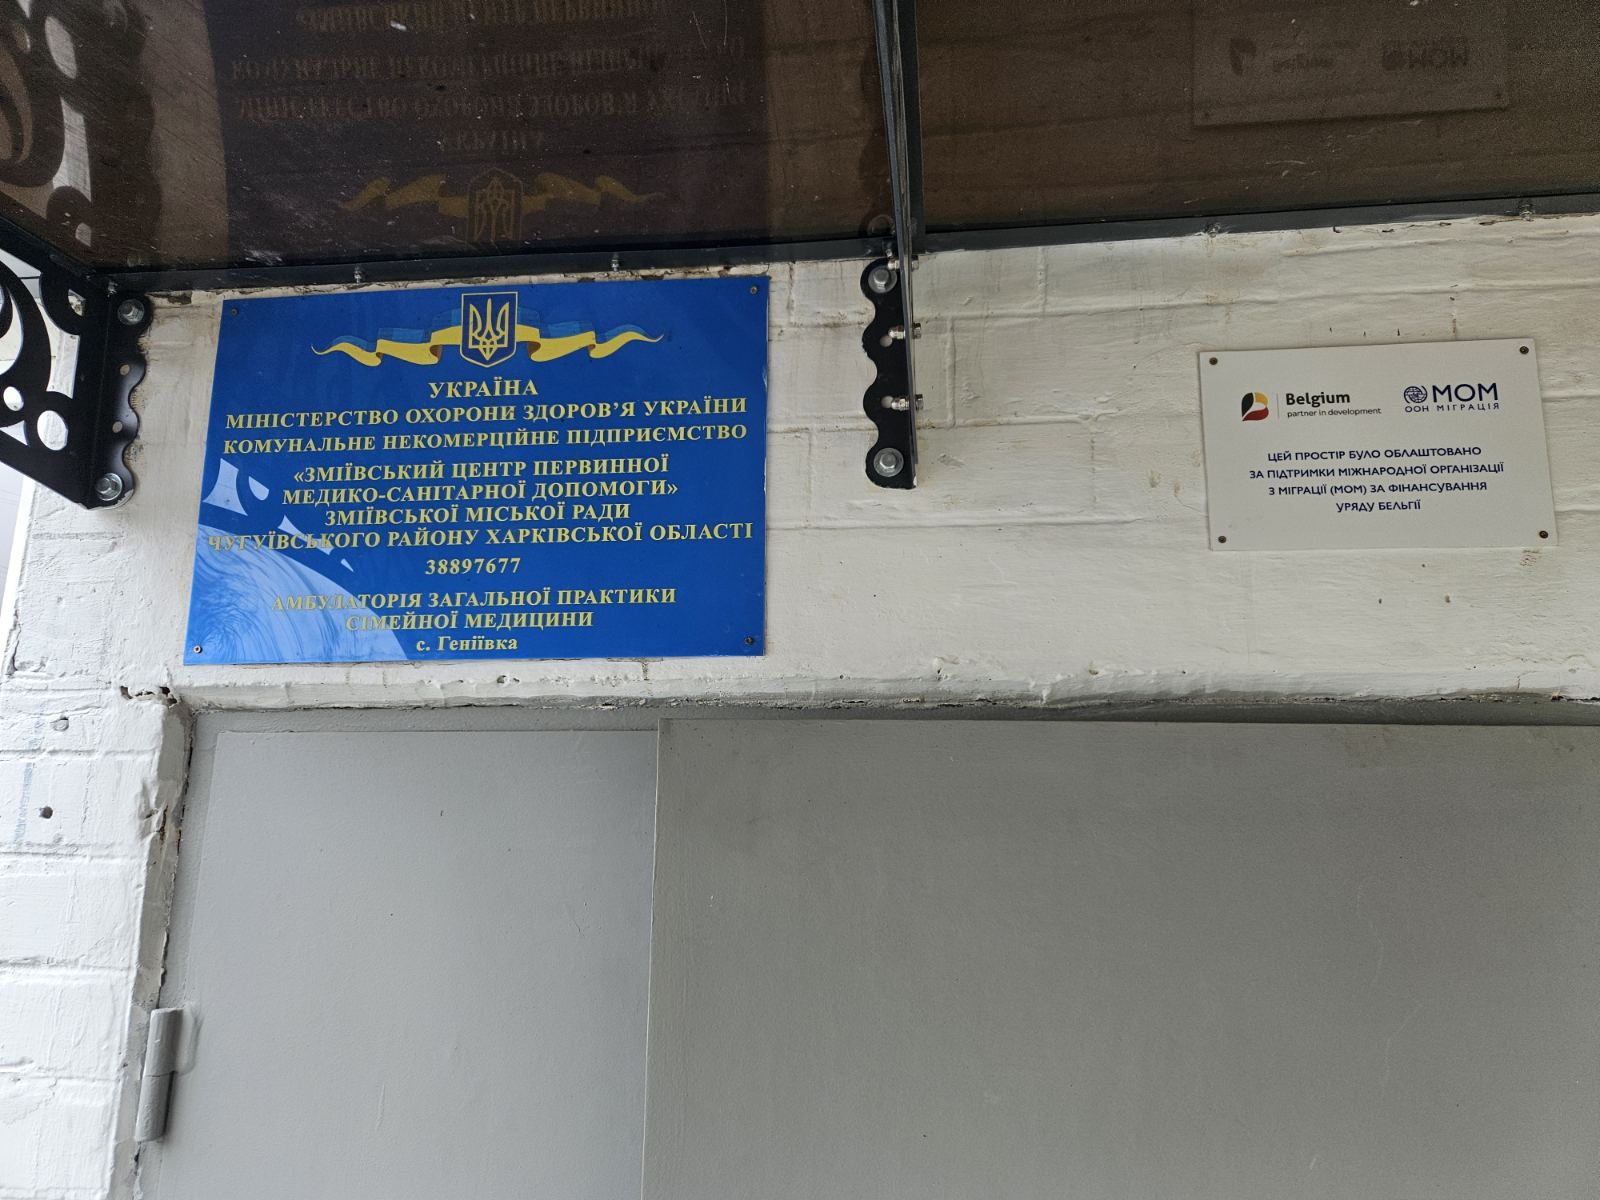 УКРАЇНА
МІНІСТЕРСТВО ОХОРОНИ ЗДОРОВ'Я УКРАЇНИ
КОМУНАЛЬНЕ НЕКОМЕРЦІЙНЕ ПІДПРИЄМСТВО
«ЗМІЇВСЬКИЙ ЦЕНТР ПЕРВИННОЇ
МЕДИКО-САНІТАРНОЇ ДОПОМОГИ»
ЗМІЇВСЬКОЇ МІСЬКОЇ РАДИ
ЧУГУЇВСЬКОГО РАЙОНУ ХАРКІВСЬКОЇ ОБЛАСТІ
38897677
АМБУЛАТОРІЯ ЗАГАЛЬНОЇ ПРАКТИКИ
СІМЕЙНОЇ МЕДИЦИНИ
с. Геніївка
Belgium
partner in development
МОМ
ООН МІГРАЦІЯ
ЦЕЙ ПРОСТІР БУЛО ОБЛАШТОВАНО
ЗА ПІДТРИМКИ МІЖНАРОДНОЇ ОРГАНІЗАЦІЇ
З МІГРАЦІЇ (МОМ) ЗА ФІНАНСУВАННЯ
УРЯДУ БЕЛЬГІЇ